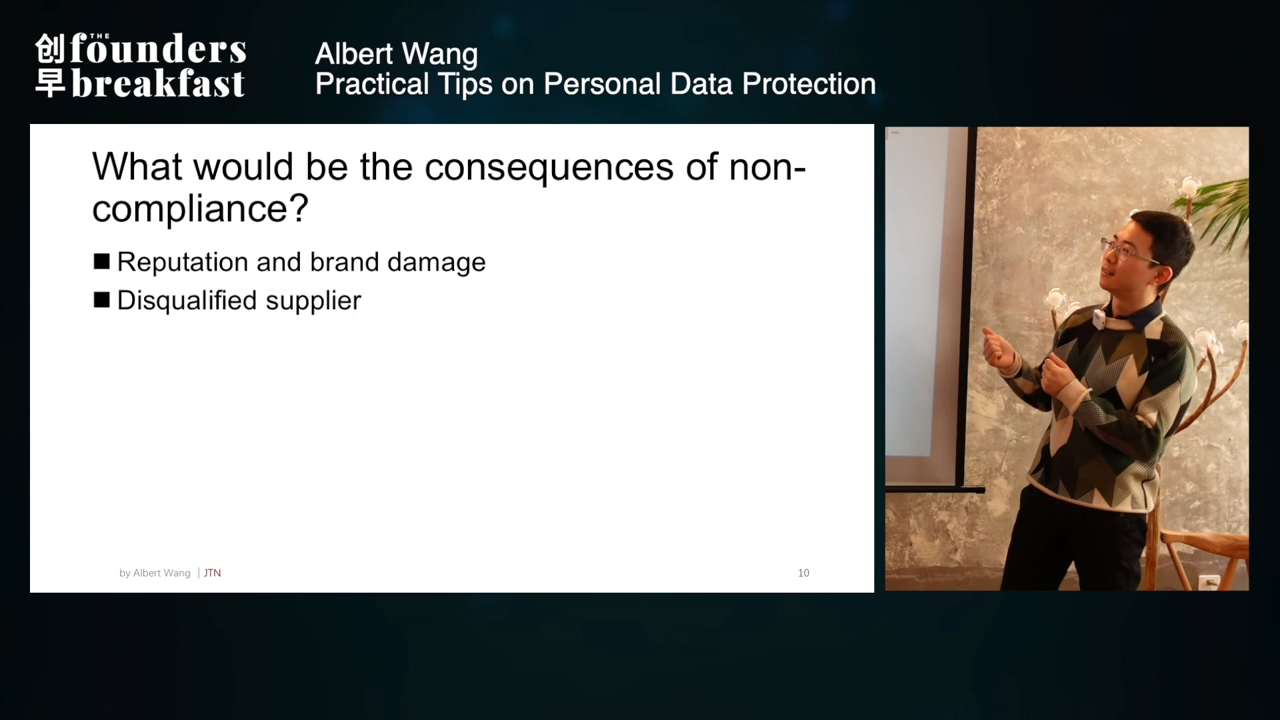 创 THE founders
早 breakfast
Albert Wang
Practical Tips on Personal Data Protection
What would be the consequences of non-
compliance?
■ Reputation and brand damage
■ Disqualified supplier
by Albert Wang | JTN
10